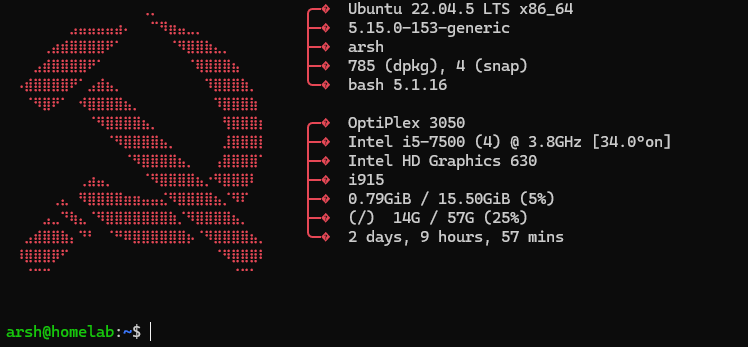 Ubuntu 22.04.5 LTS x86_64
5.15.0-153-generic
arsh
785 (dpkg), 4 (snap)
bash 5.1.16
OptiPlex 3050
Intel i5-7500 (4) @ 3.8GHz [34.0°on]
Intel HD Graphics 630
i915
0.79GiB / 15.50GiB (5%)
(/)  14G / 57G (25%)
2 days, 9 hours, 57 mins
arsh@homelab:~$